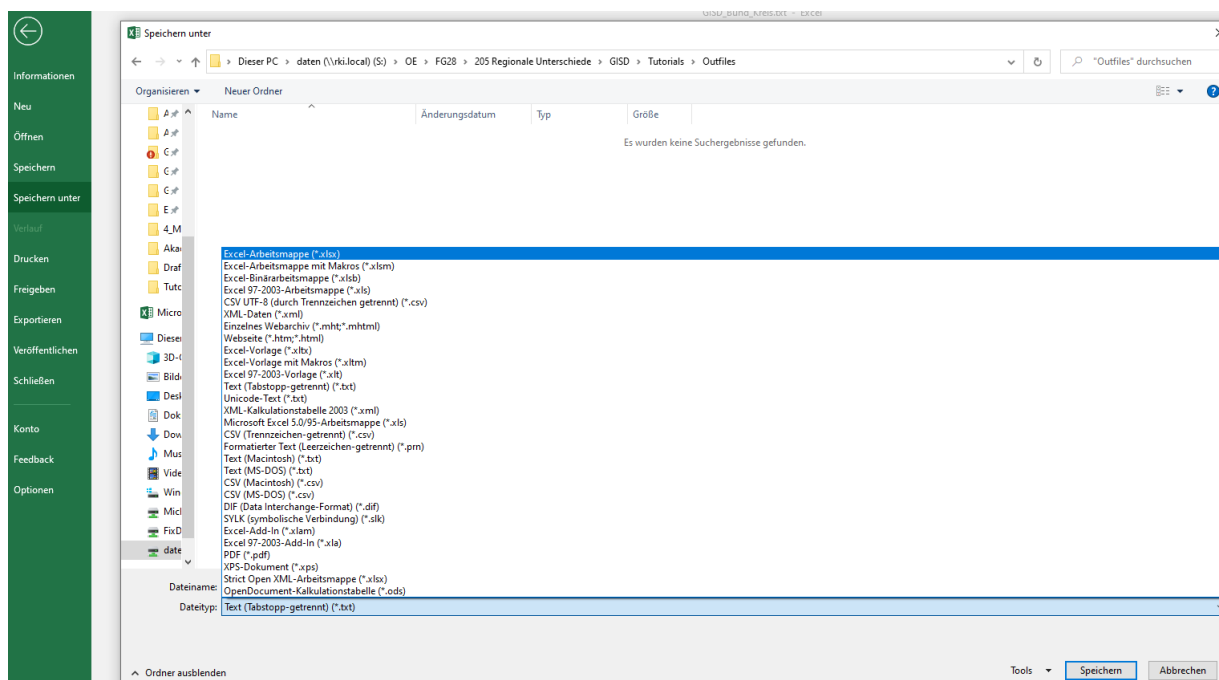 GISD_Bund_Kreis.txt - Excel
Speichern unter
Dieser PC > daten (\\rki.local) (S:) > OE > FG28 > 205 Regionale Unterschiede > GISD > Tutorials > Outfiles
"Outfiles" durchsuchen
Organisieren
Neuer Ordner
Informationen
Neu
Öffnen
Speichern
Speichern unter
Verlauf
Drucken
Freigeben
Exportieren
Veröffentlichen
Schließen
Konto
Feedback
Optionen
A
A
G
G
G
E
4_M
Aka
Draf
Tuto
Micro
Dieser
3D-
Bild
Desk
Dok
Dow
Mus
Vide
Win
Micl
FixD
date
Name
Änderungsdatum
Typ
Größe
Es wurden keine Suchergebnisse gefunden.
Excel-Arbeitsmappe (*.xlsx)
Excel-Arbeitsmappe mit Makros (*.xlsm)
Excel-Binärarbeitsmappe (*.xlsb)
Excel 97-2003-Arbeitsmappe (*.xls)
CSV UTF-8 (durch Trennzeichen getrennt) (*.csv)
XML-Daten (*.xml)
Einzelnes Webarchiv (*.mht;*.mhtml)
Webseite (*.htm;*.html)
Excel-Vorlage (*.xltx)
Excel-Vorlage mit Makros (*.xltm)
Excel 97-2003-Vorlage (*.xlt)
Text (Tabstopp-getrennt) (*.txt)
Unicode-Text (*.txt)
XML-Kalkulationstabelle 2003 (*.xml)
Microsoft Excel 5.0/95-Arbeitsmappe (*.xls)
CSV (Trennzeichen-getrennt) (*.csv)
Formatierter Text (Leerzeichen-getrennt) (*.prn)
Text (Macintosh) (*.txt)
Text (MS-DOS) (*.txt)
CSV (Macintosh) (*.csv)
CSV (MS-DOS) (*.csv)
DIF (Data Interchange-Format) (*.dif)
SYLK (symbolische Verbindung) (*.slk)
Excel-Add-In (*.xlam)
Excel 97-2003-Add-In (*.xla)
PDF (*.pdf)
XPS-Dokument (*.xps)
Strict Open XML-Arbeitsmappe (*.xlsx)
OpenDocument-Kalkulationstabelle (*.ods)
Dateiname:
Dateityp: Text (Tabstopp-getrennt) (*.txt)
Ordner ausblenden
Tools
Speichern
Abbrechen